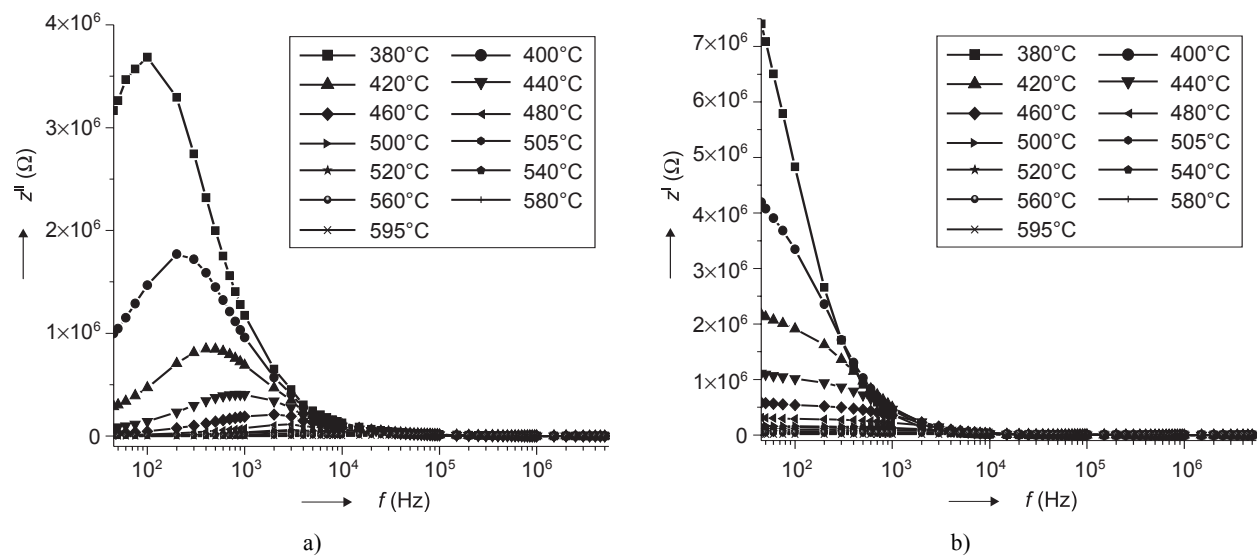 4×10⁶
3×10⁶
2×10⁶
1×10⁶
0
z^II (Ω)
380°C 400°C
420°C 440°C
460°C 480°C
500°C 505°C
520°C 540°C
560°C 580°C
595°C
10² 10³ 10⁴ 10⁵ 10⁶
f (Hz)
a)
7×10⁶
6×10⁶
5×10⁶
4×10⁶
3×10⁶
2×10⁶
1×10⁶
0
z^I (Ω)
380°C 400°C
420°C 440°C
460°C 480°C
500°C 505°C
520°C 540°C
560°C 580°C
595°C
10² 10³ 10⁴ 10⁵ 10⁶
f (Hz)
b)